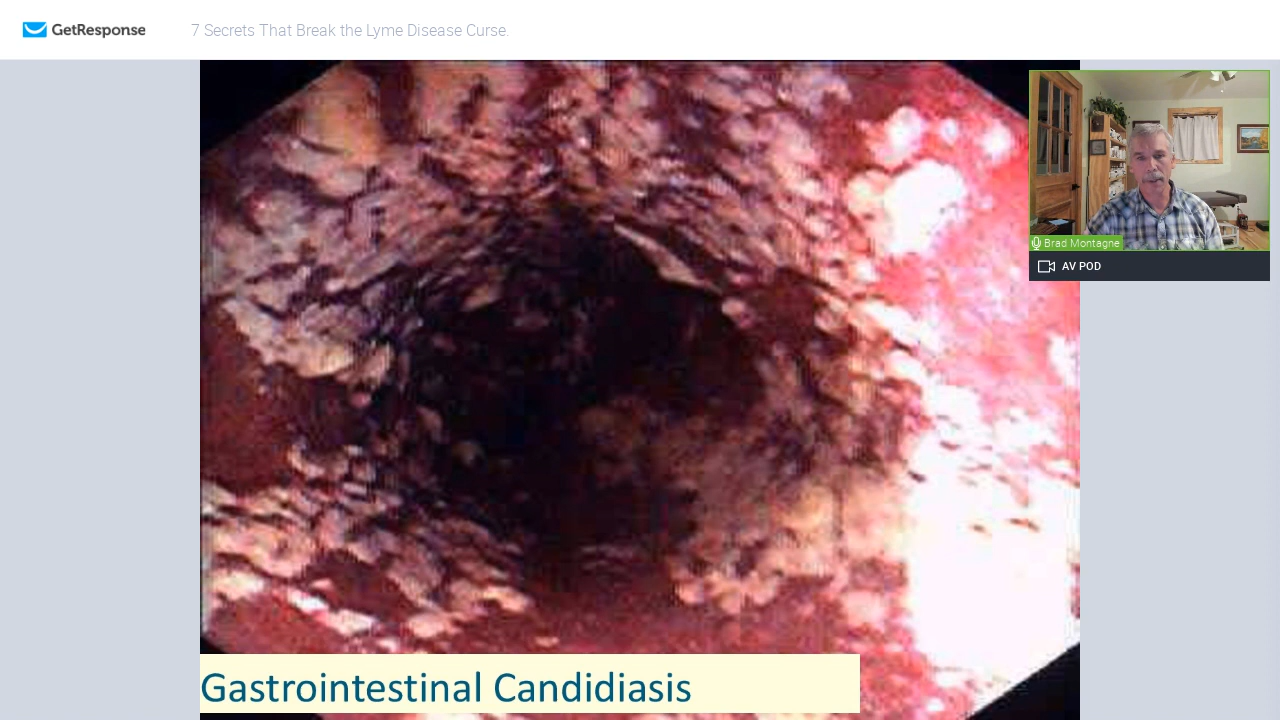 GetResponse
7 Secrets That Break the Lyme Disease Curse.
Brad Montagne
AV POD
Gastrointestinal Candidiasis